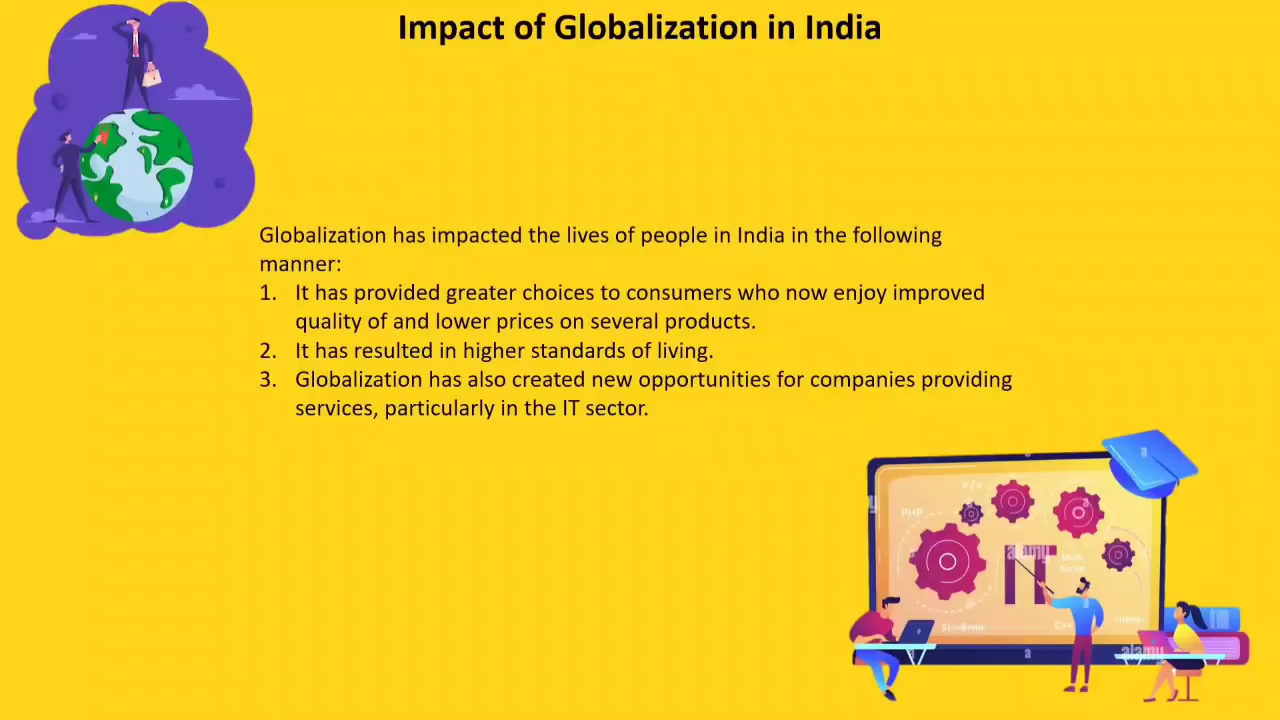 Impact of Globalization in India
Globalization has impacted the lives of people in India in the following
manner:
1. It has provided greater choices to consumers who now enjoy improved
quality of and lower prices on several products.
2. It has resulted in higher standards of living.
3. Globalization has also created new opportunities for companies providing
services, particularly in the IT sector.
</>
PHP
IT
alamy
alamy